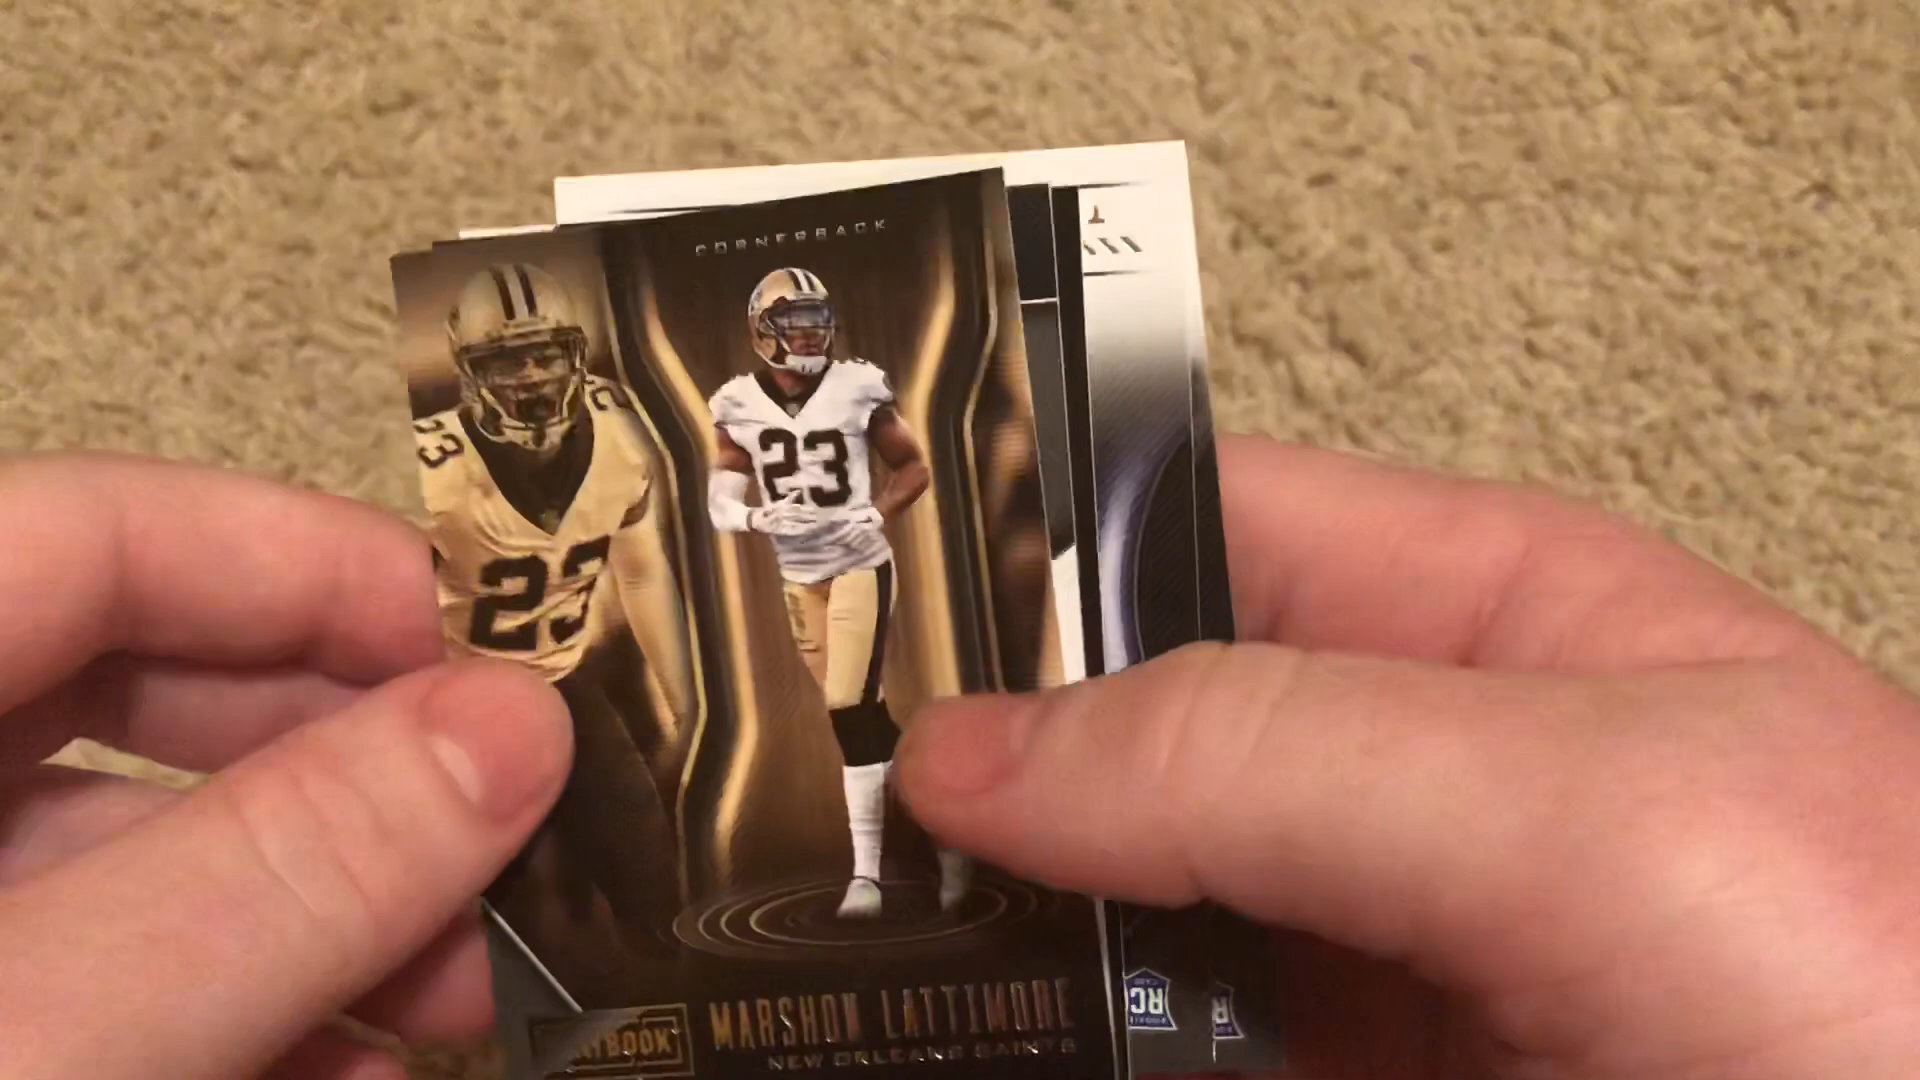 CORNERBACK
23
23
23
MARSHON LATTIMORE
NEW ORLEANS SAINTS
RC